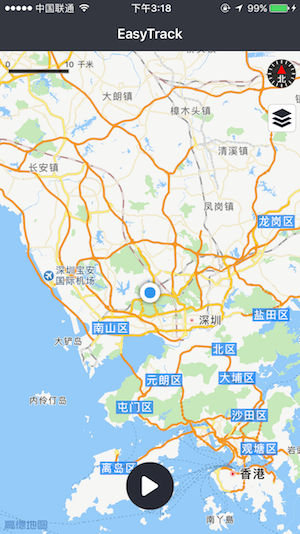 中国联通 下午3:18 99%
EasyTrack
0 10 千米
北
大朗镇
樟木头镇
长安镇
清溪镇
凤岗镇
龙岗区
深圳宝安
国际机场
盐田区
深圳
南山区
大铲岛
北区
元朗区
大埔区
内伶仃岛
屯门区
沙田区
观塘区
离岛区
香港
高德地图
南丫岛